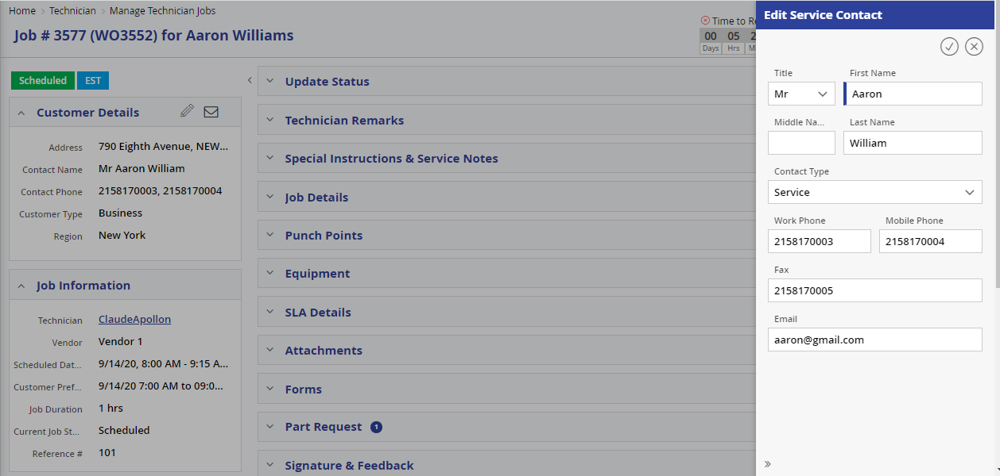 Home > Technician > Manage Technician Jobs
Job # 3577 (WO3552) for Aaron Williams
Time to Re
00 05 2
Days Hrs M
Scheduled EST
Customer Details
Address 790 Eighth Avenue, NEW...
Contact Name Mr Aaron William
Contact Phone 2158170003, 2158170004
Customer Type Business
Region New York
Job Information
Technician ClaudeApollon
Vendor Vendor 1
Scheduled Dat... 9/14/20, 8:00 AM - 9:15 A...
Customer Pref... 9/14/20 7:00 AM to 09:0...
Job Duration 1 hrs
Current Job St... Scheduled
Reference # 101
Update Status
Technician Remarks
Special Instructions & Service Notes
Job Details
Punch Points
Equipment
SLA Details
Attachments
Forms
Part Request 1
Signature & Feedback
Edit Service Contact
Title First Name
Mr Aaron
Middle Na... Last Name
William
Contact Type
Service
Work Phone Mobile Phone
2158170003 2158170004
Fax
2158170005
Email
aaron@gmail.com